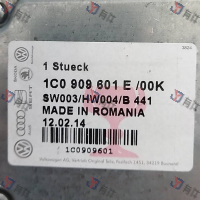 1 Stueck
1C0 909 601 E /00K
SW003/HW004/B 441
MADE IN ROMANIA
12.02.14
1C0909601